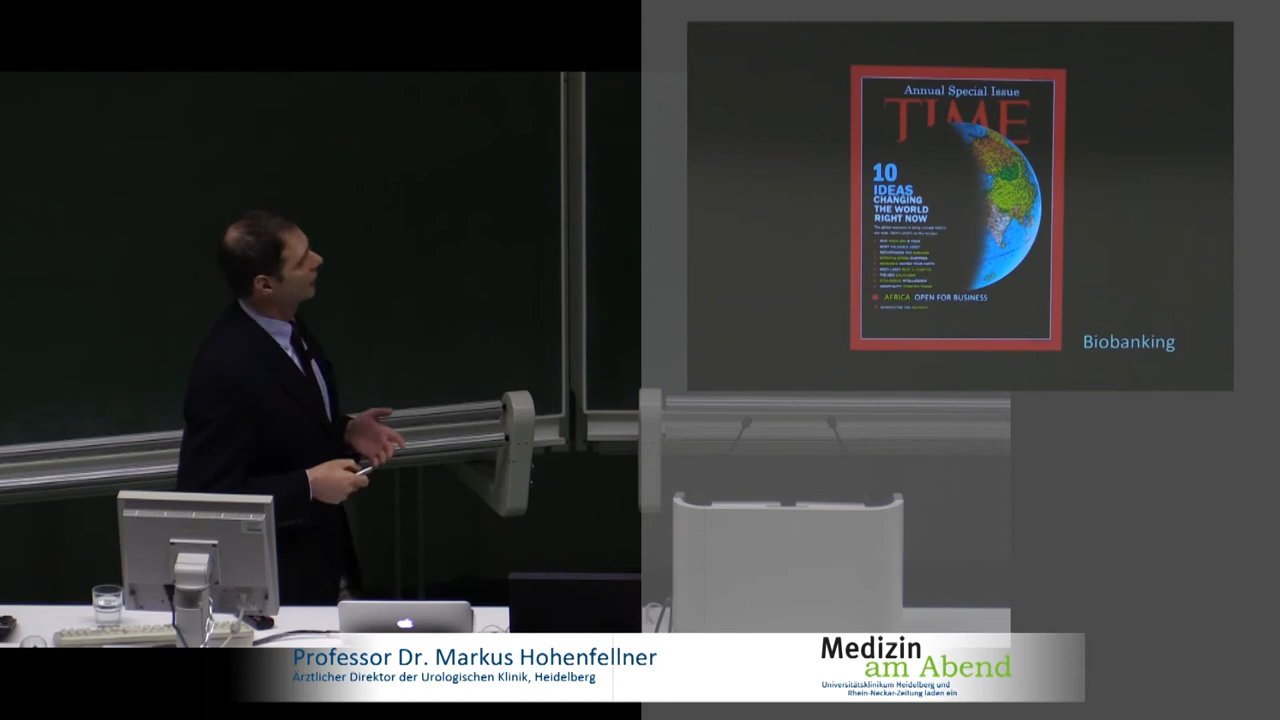 Annual Special Issue
TIME
10
IDEAS
CHANGING
THE WORLD
RIGHT NOW
AFRICA OPEN FOR BUSINESS
Biobanking
Professor Dr. Markus Hohenfellner
Ärztlicher Direktor der Urologischen Klinik, Heidelberg
Medizin
am Abend
Universitätsklinikum Heidelberg und
Rhein-Neckar-Zeitung laden ein